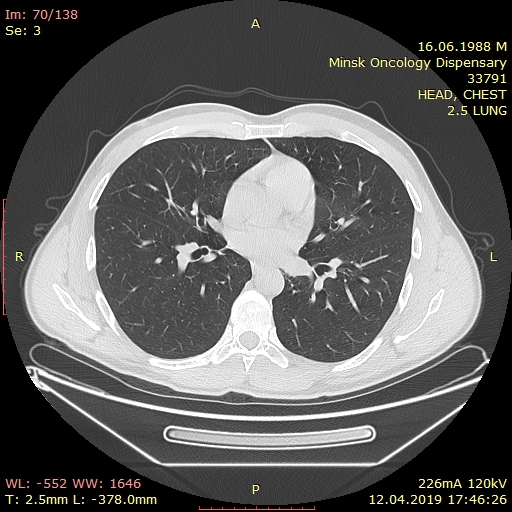 Im: 70/138
Se: 3
A
16.06.1988 M
Minsk Oncology Dispensary
33791
HEAD, CHEST
2.5 LUNG
R
L
WL: -552 WW: 1646
T: 2.5mm L: -378.0mm
P
226mA 120kV
12.04.2019 17:46:26